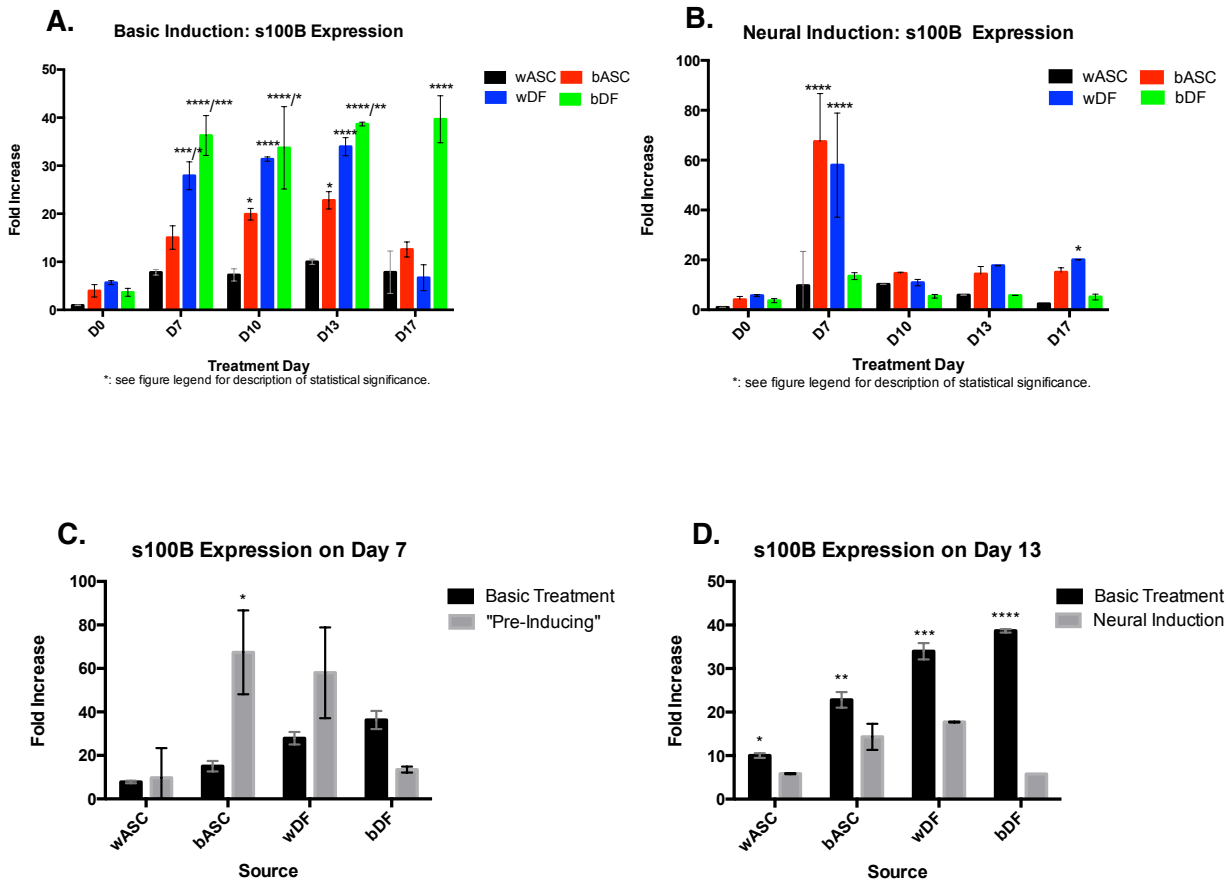 A.
Basic Induction: s100B Expression
wASC bASC
wDF bDF
50
40
30
20
10
0
Fold Increase
****/***
***/*
****/*
****
*
****/**
****
*
****
D0 D7 D10 D13 D17
Treatment Day
*: see figure legend for description of statistical significance.
B.
Neural Induction: s100B Expression
wASC bASC
wDF bDF
100
80
60
40
20
0
Fold Increase
****
****
*
D0 D7 D10 D13 D17
Treatment Day
*: see figure legend for description of statistical significance.
C.
s100B Expression on Day 7
Basic Treatment
"Pre-Inducing"
100
80
60
40
20
0
Fold Increase
*
wASC bASC wDF bDF
Source
D.
s100B Expression on Day 13
Basic Treatment
Neural Induction
50
40
30
20
10
0
Fold Increase
*
**
***
****
wASC bASC wDF bDF
Source